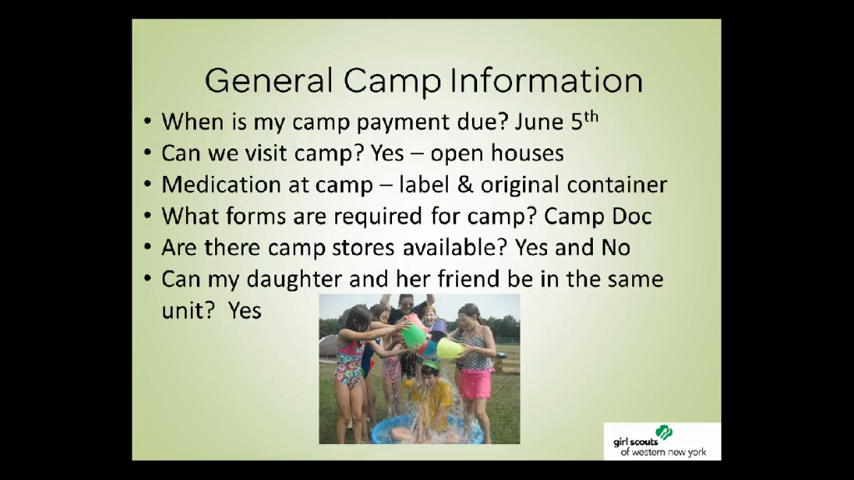 General Camp Information
• When is my camp payment due? June 5th
• Can we visit camp? Yes – open houses
• Medication at camp – label & original container
• What forms are required for camp? Camp Doc
• Are there camp stores available? Yes and No
• Can my daughter and her friend be in the same
unit? Yes
girl scouts
of western new york